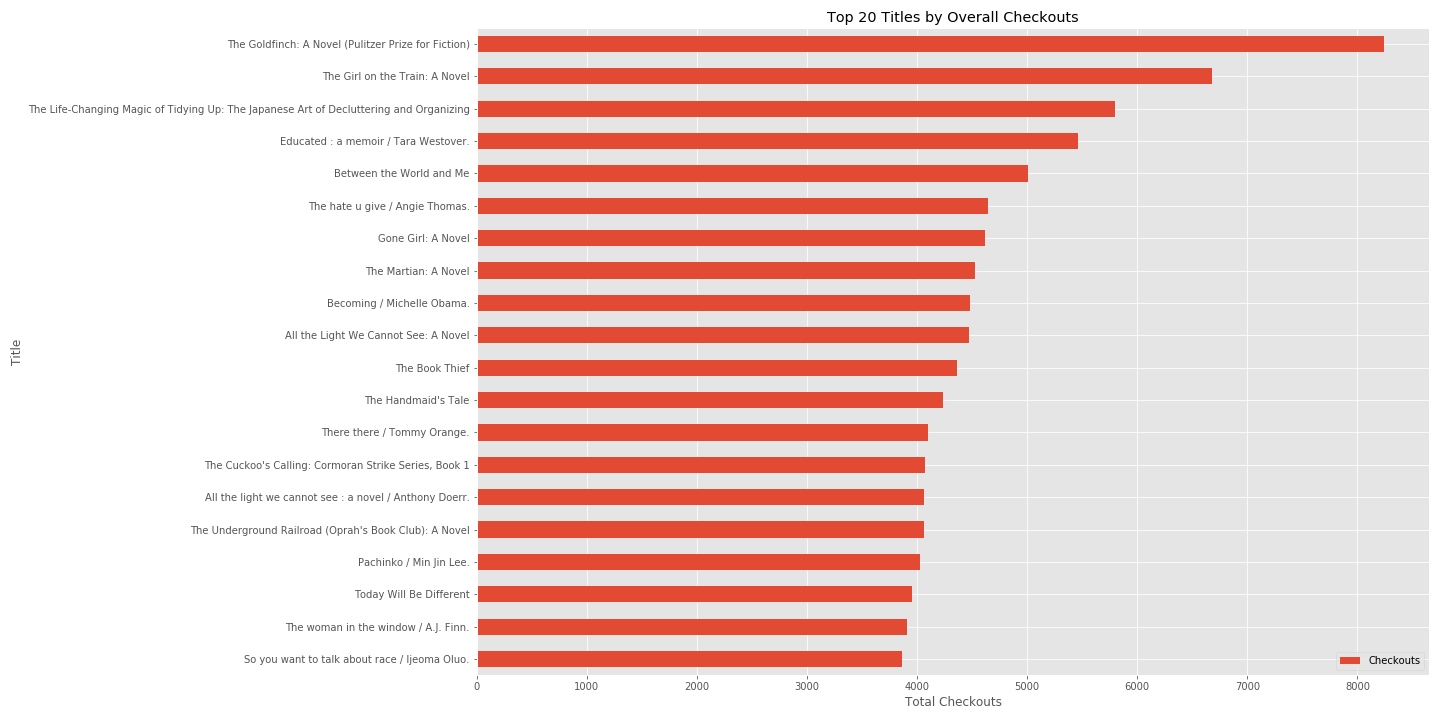 Top 20 Titles by Overall Checkouts
The Goldfinch: A Novel (Pulitzer Prize for Fiction)
The Girl on the Train: A Novel
The Life-Changing Magic of Tidying Up: The Japanese Art of Decluttering and Organizing
Educated : a memoir / Tara Westover.
Between the World and Me
The hate u give / Angie Thomas.
Gone Girl: A Novel
The Martian: A Novel
Becoming / Michelle Obama.
All the Light We Cannot See: A Novel
Title
The Book Thief
The Handmaid's Tale
There there / Tommy Orange.
The Cuckoo's Calling: Cormoran Strike Series, Book 1
All the light we cannot see : a novel / Anthony Doerr.
The Underground Railroad (Oprah's Book Club): A Novel
Pachinko / Min Jin Lee.
Today Will Be Different
The woman in the window / A.J. Finn.
So you want to talk about race / Ijeoma Oluo.
Checkouts
0 1000 2000 3000 4000 5000 6000 7000 8000
Total Checkouts